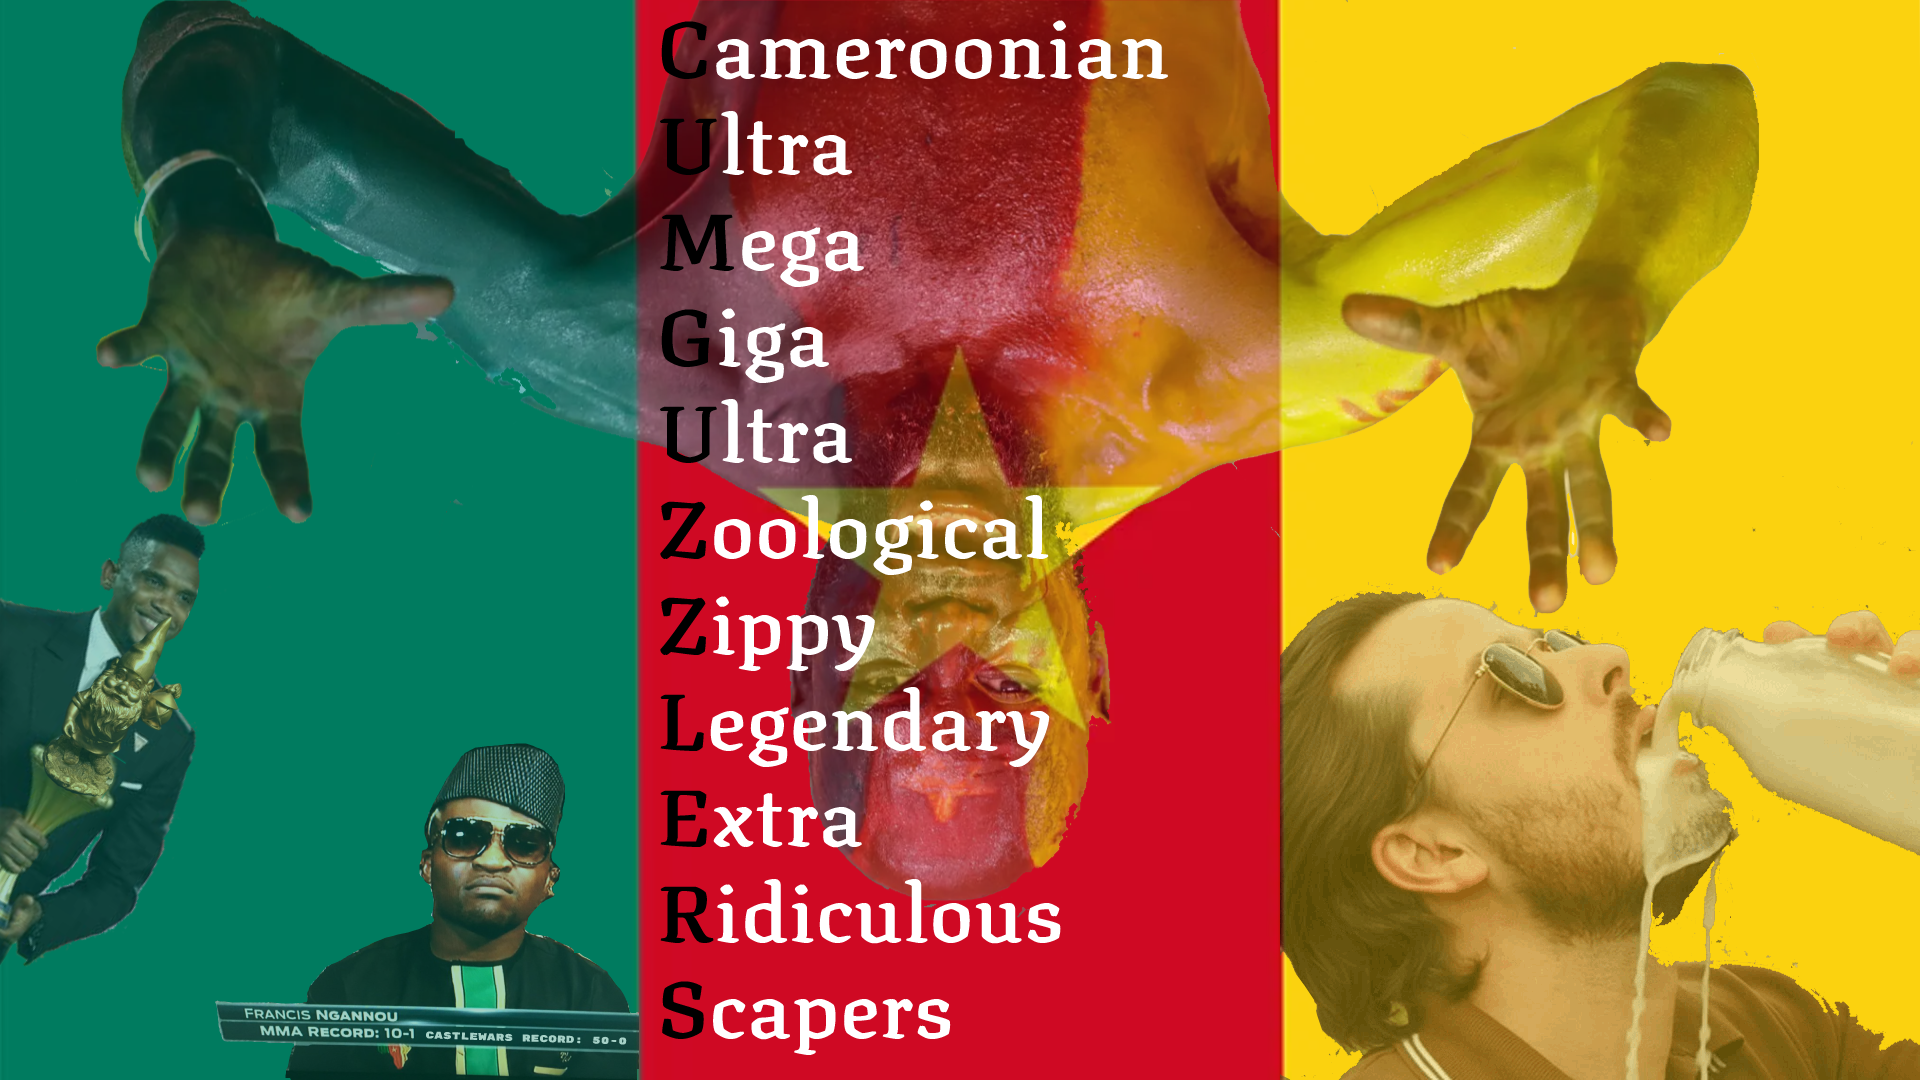 Cameroonian
Ultra
Mega
Giga
Ultra
Zoological
Zippy
Legendary
Extra
Ridiculous
Scapers
FRANCIS NGANNOU
MMA RECORD: 10-1 CASTLEWARS RECORD: 50-0